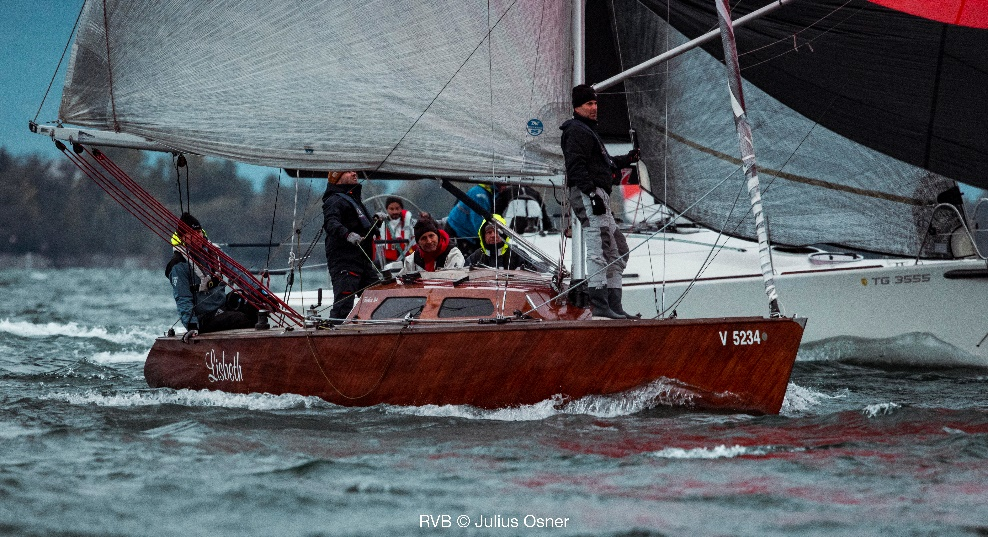 TG 3555
V 5234
Lisbeth
RVB © Julius Osner